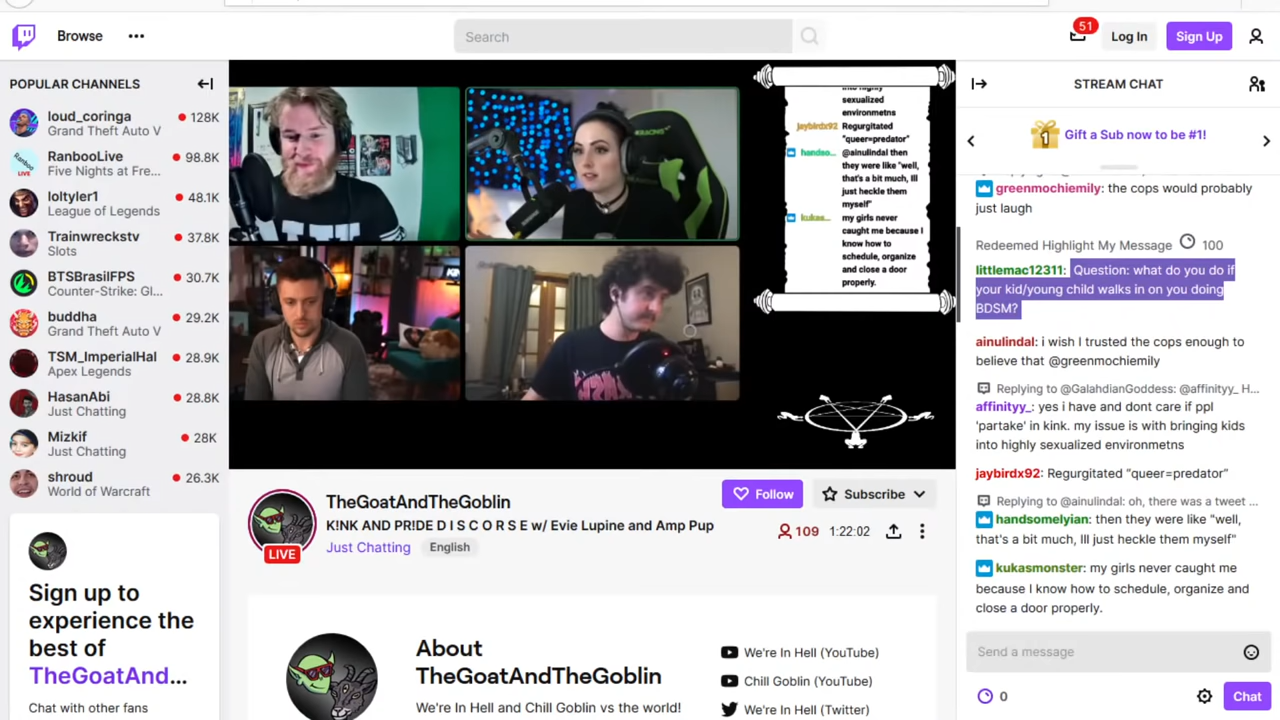 Browse
Search
51
Log In
Sign Up
POPULAR CHANNELS
loud_coringa
Grand Theft Auto V
128K
RanbooLive
Five Nights at Fre...
98.8K
loltyler1
League of Legends
48.1K
Trainwreckstv
Slots
37.8K
BTSBrasilFPS
Counter-Strike: Gl...
30.7K
buddha
Grand Theft Auto V
29.2K
TSM_ImperialHal
Apex Legends
28.9K
HasanAbi
Just Chatting
28.8K
Mizkif
Just Chatting
28K
shroud
World of Warcraft
26.3K
Sign up to
experience the
best of
TheGoatAnd...
Chat with other fans
sexualized
environmetns
jaybirdx92 Regurgitated
"queer=predator"
handso... @ainulindal then
they were like "well,
that's a bit much, Ill
just heckle them
myself"
kukas... my girls never
caught me because I
know how to
schedule, organize
and close a door
properly.
RACING
LIVE
TheGoatAndTheGoblin
K!NK AND PR!DE D I S C O R S E w/ Evie Lupine and Amp Pup
Just Chatting
English
Follow
Subscribe
109
1:22:02
About
TheGoatAndTheGoblin
We're In Hell and Chill Goblin vs the world!
We're In Hell (YouTube)
Chill Goblin (YouTube)
We're In Hell (Twitter)
STREAM CHAT
1
Gift a Sub now to be #1!
greenmochiemily: the cops would probably
just laugh
Redeemed Highlight My Message 100
littlemac12311: Question: what do you do if
your kid/young child walks in on you doing
BDSM?
ainulindal: i wish I trusted the cops enough to
believe that @greenmochiemily
Replying to @GalahdianGoddess: @affinityy_ H...
affinityy_: yes i have and dont care if ppl
'partake' in kink. my issue is with bringing kids
into highly sexualized environmetns
jaybirdx92: Regurgitated "queer=predator"
Replying to @ainulindal: oh, there was a tweet ...
handsomelyian: then they were like "well,
that's a bit much, Ill just heckle them myself"
kukasmonster: my girls never caught me
because I know how to schedule, organize and
close a door properly.
Send a message
0
Chat